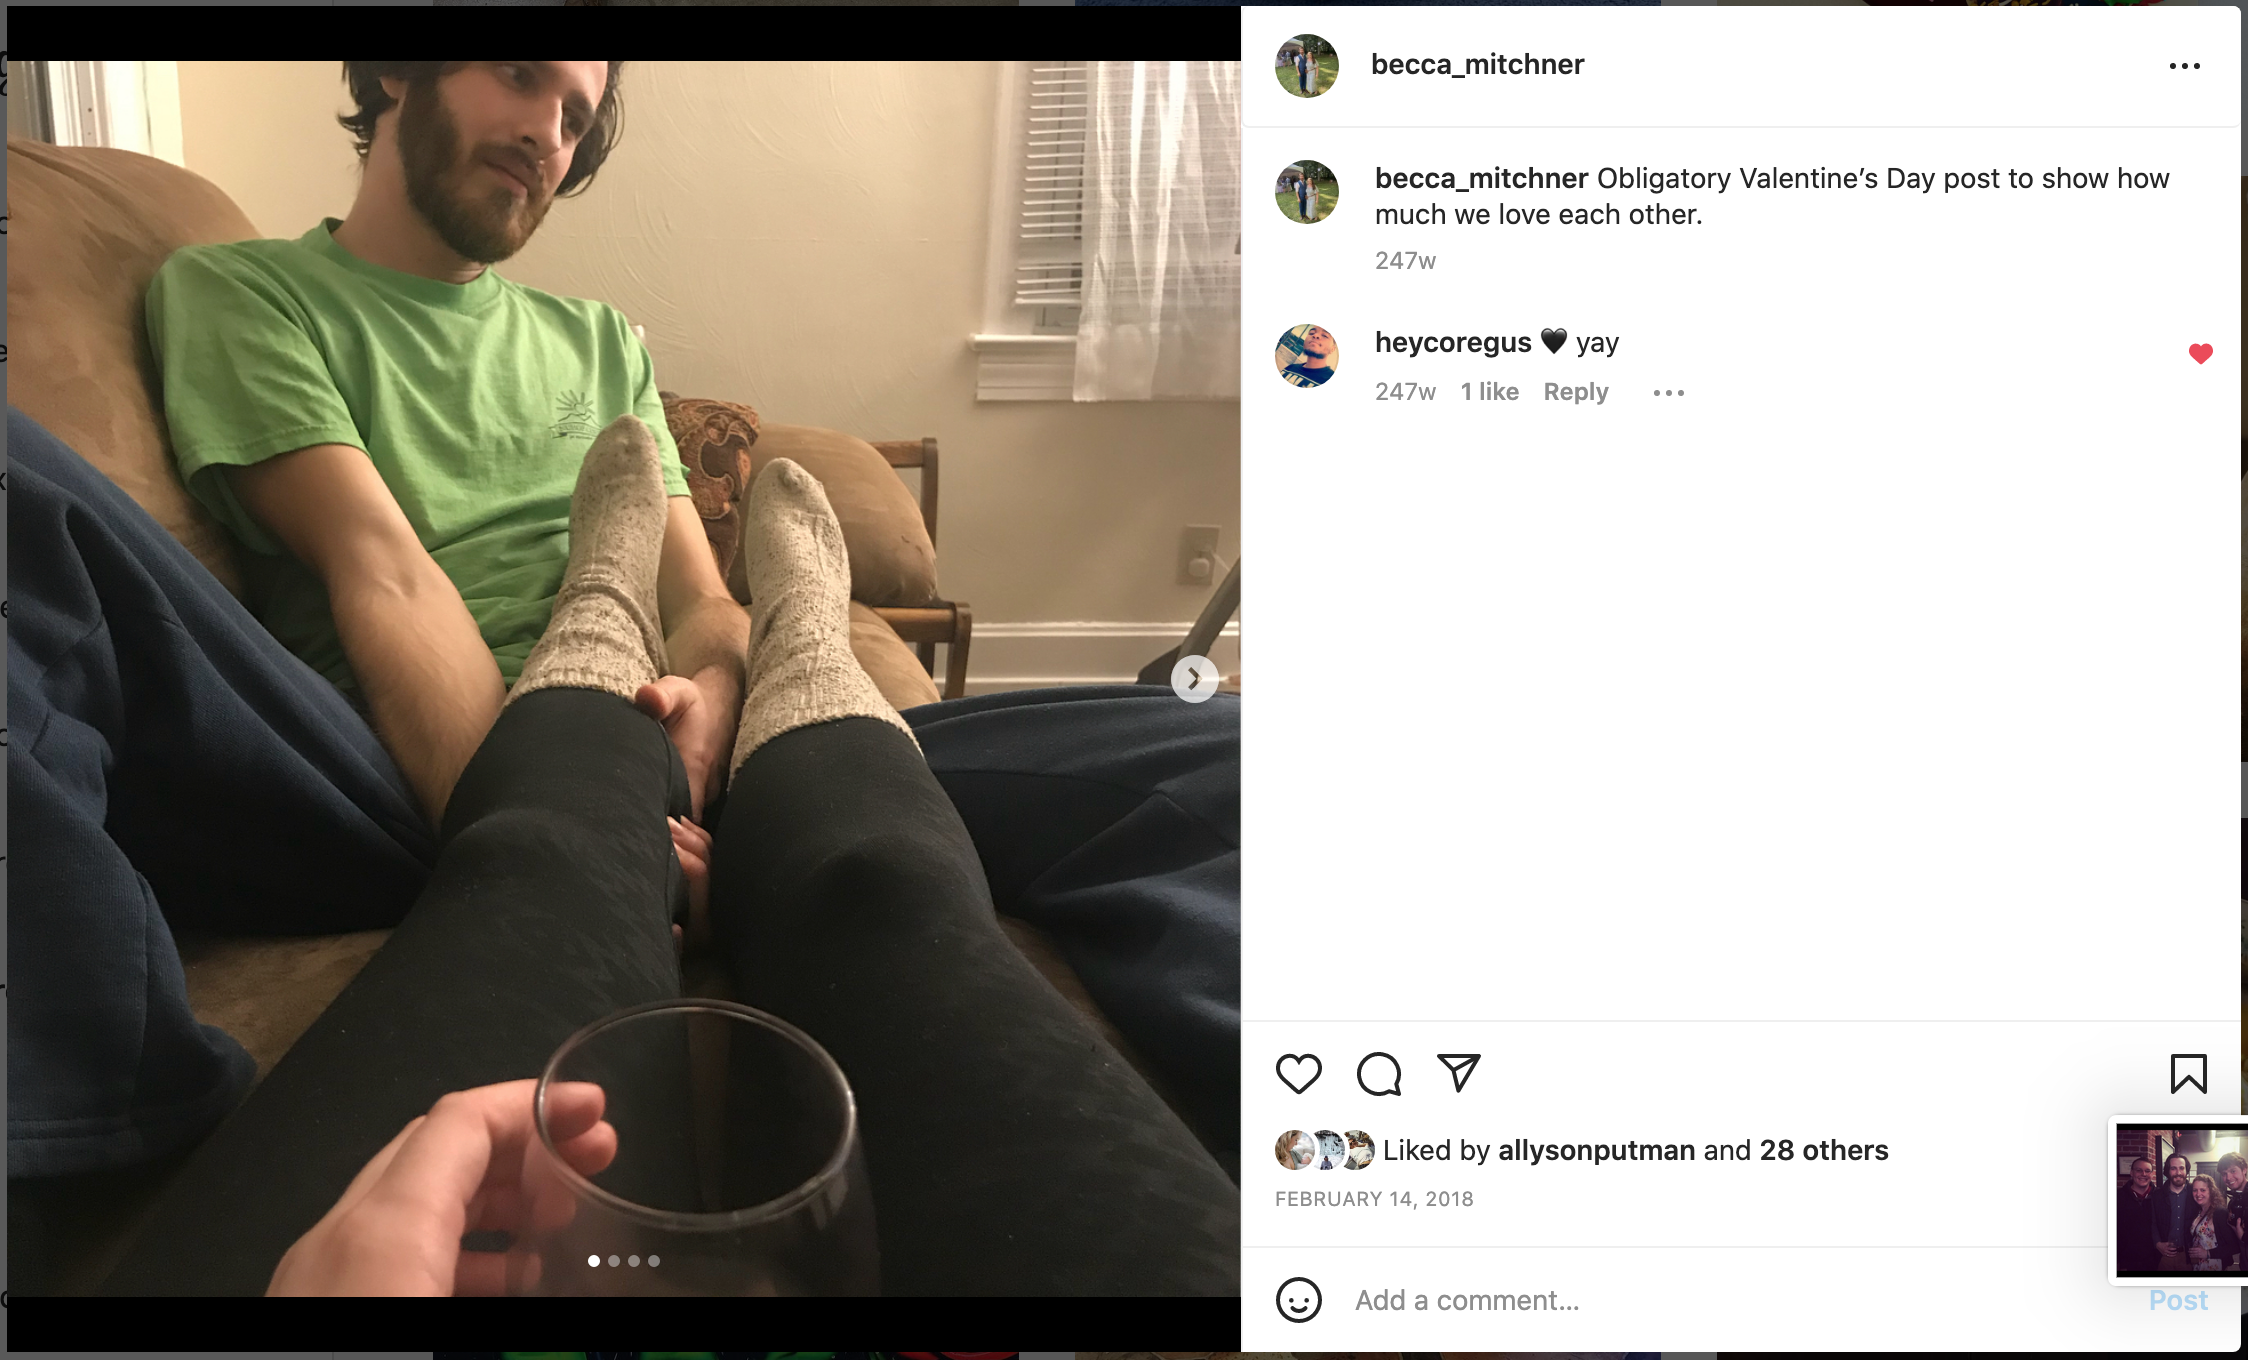 becca_mitchner
becca_mitchner Obligatory Valentine’s Day post to show how
much we love each other.
247w
heycoregus 🖤 yay
247w 1 like Reply
Liked by allysonputman and 28 others
FEBRUARY 14, 2018
Add a comment...
Post